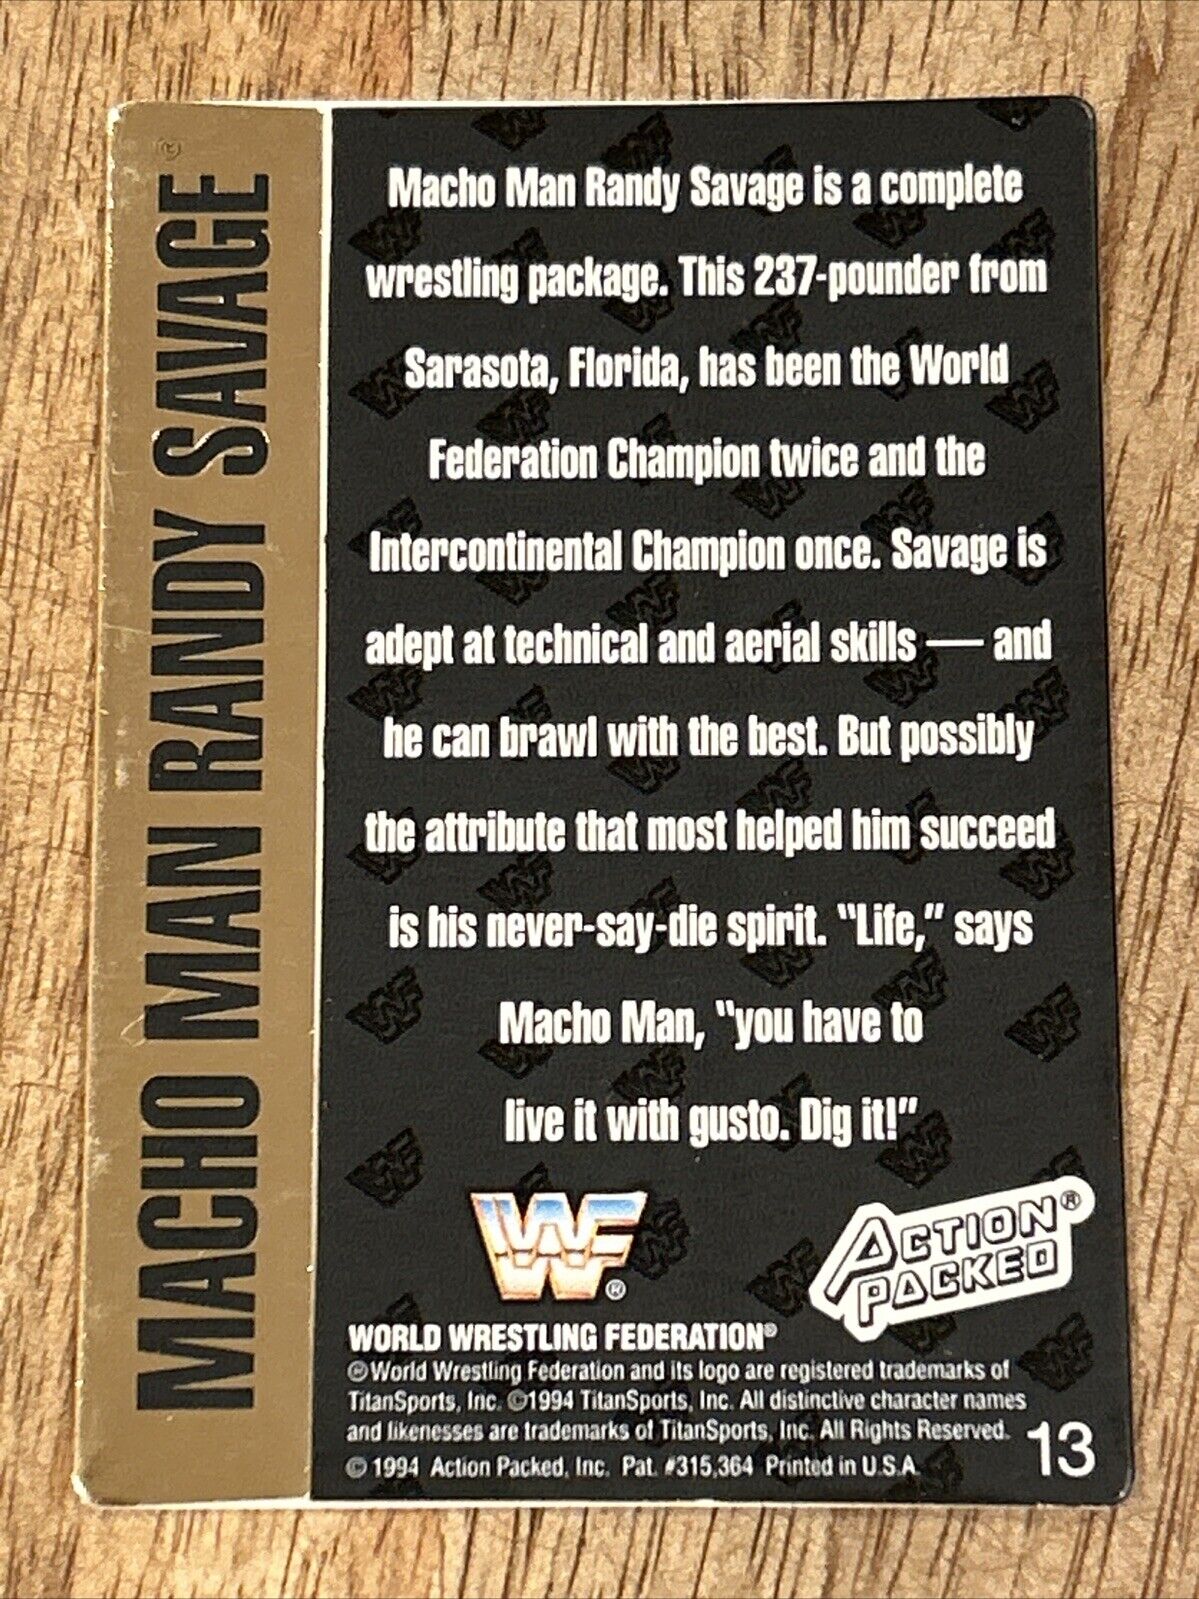 MACHO MAN RANDY SAVAGE®
Macho Man Randy Savage is a complete
wrestling package. This 237-pounder from
Sarasota, Florida, has been the World
Federation Champion twice and the
Intercontinental Champion once. Savage is
adept at technical and aerial skills — and
he can brawl with the best. But possibly
the attribute that most helped him succeed
is his never-say-die spirit. “Life,” says
Macho Man, “you have to
live it with gusto. Dig it!”
WF®
ACTION®
PACKED
WORLD WRESTLING FEDERATION®
®World Wrestling Federation and its logo are registered trademarks of
TitanSports, Inc. ©1994 TitanSports, Inc. All distinctive character names
and likenesses are trademarks of TitanSports, Inc. All Rights Reserved.
© 1994 Action Packed, Inc. Pat. #315,364 Printed in U.S.A.
13